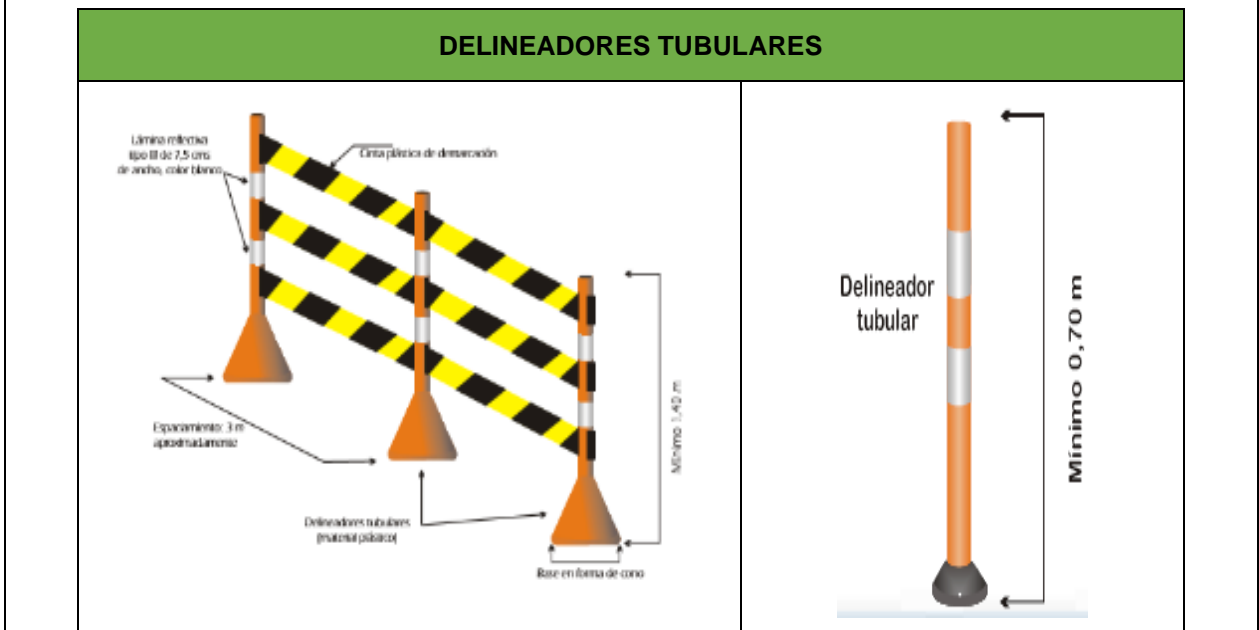 DELINEADORES TUBULARES
Lámina reflectiva
tipo III de 7,5 cms
de ancho, color blanco
Cinta plástica de demarcación
Espaciamiento: 3 m
aproximadamente
Delineadores tubulares
(material plástico)
Base en forma de cono
Mínimo 1,40 m
Delineador
tubular
Mínimo 0,70 m